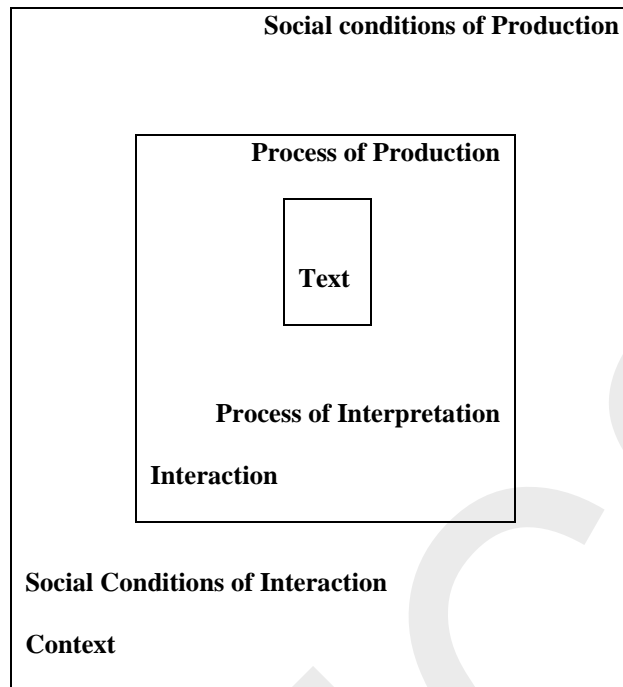 Social conditions of Production
Process of Production
Text
Process of Interpretation
Interaction
Social Conditions of Interaction
Context